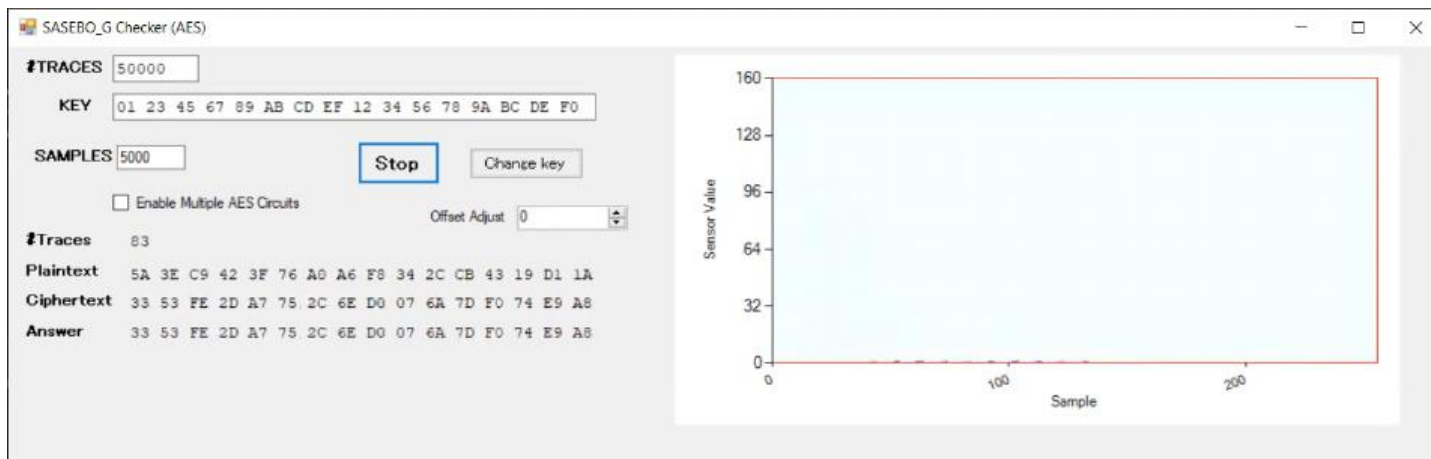 SASEBO_G Checker (AES)
#TRACES 50000
KEY 01 23 45 67 89 AB CD EF 12 34 56 78 9A BC DE F0
SAMPLES 5000
Stop
Change key
Enable Multiple AES Circuits
Offset Adjust 0
#Traces 83
Plaintext 5A 3E C9 42 3F 76 A0 A6 F8 34 2C CB 43 19 D1 1A
Ciphertext 33 53 FE 2D A7 75 2C 6E D0 07 6A 7D F0 74 E9 A8
Answer 33 53 FE 2D A7 75 2C 6E D0 07 6A 7D F0 74 E9 A8
160
128
96
64
32
0
Sensor Value
0 100 200
Sample